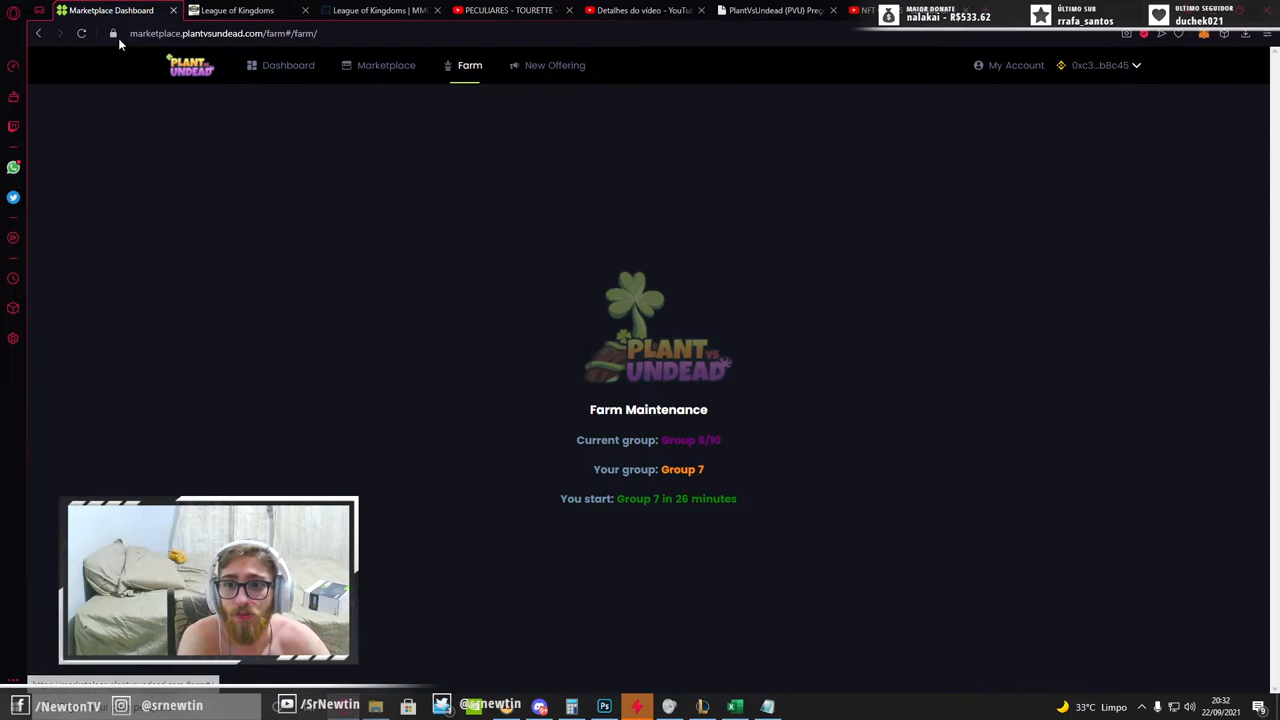 Marketplace Dashboard
League of Kingdoms
League of Kingdoms | MM
PECULIARES - TOURETTE -
Detalhes do vídeo - YouTu
PlantVsUndead (PVU) Preç
NFT
MAIOR DONATE
nalakai - R$533.62
ÚLTIMO SUB
rrafa_santos
ÚLTIMO SEGUIDOR
duchek021
marketplace.plantvsundead.com/farm#/farm/
PLANT VS UNDEAD
Dashboard
Marketplace
Farm
New Offering
My Account
0xc3...b8c45
PLANT VS UNDEAD
Farm Maintenance
Current group: Group 6/10
Your group: Group 7
You start: Group 7 in 26 minutes
/NewtonTV
@srnewtin
/SrNewtin
@srnewtin
33°C Limpo
20:32
22/09/2021